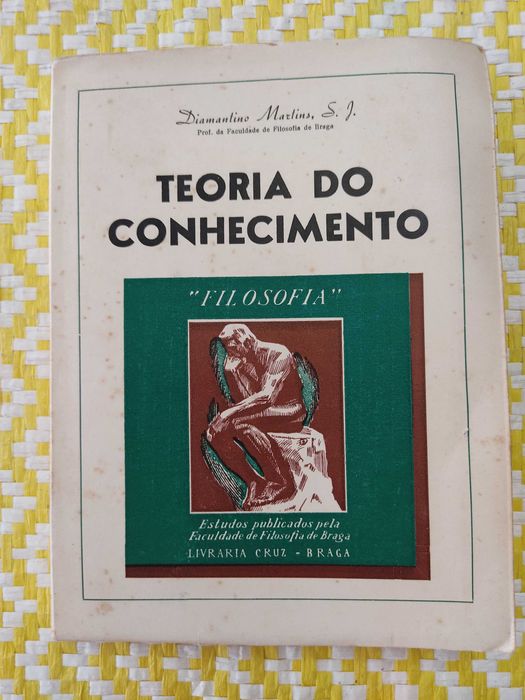 Diamantino Martins, S. J.
Prof. da Faculdade de Filosofia de Braga
TEORIA DO
CONHECIMENTO
"FILOSOFIA"
Estudos publicados pela
Faculdade de Filosofia de Braga
LIVRARIA CRUZ - BRAGA